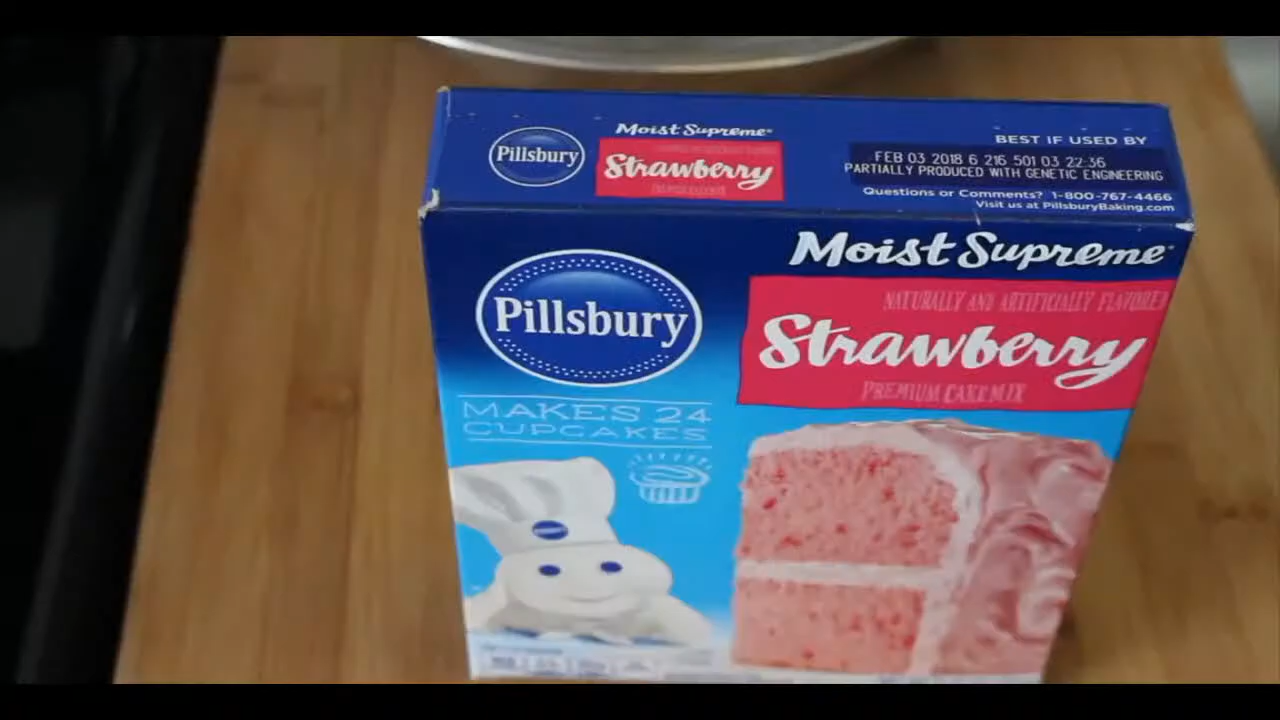 Pillsbury
Moist Supreme
Strawberry
BEST IF USED BY
FEB 03 2018 6 216 501 03 22:36
PARTIALLY PRODUCED WITH GENETIC ENGINEERING
Questions or Comments? 1-800-767-4466
Visit us at PillsburyBaking.com
Moist Supreme
Pillsbury
NATURALLY AND ARTIFICIALLY FLAVORED
Strawberry
PREMIUM CAKE MIX
MAKES 24
CUPCAKES